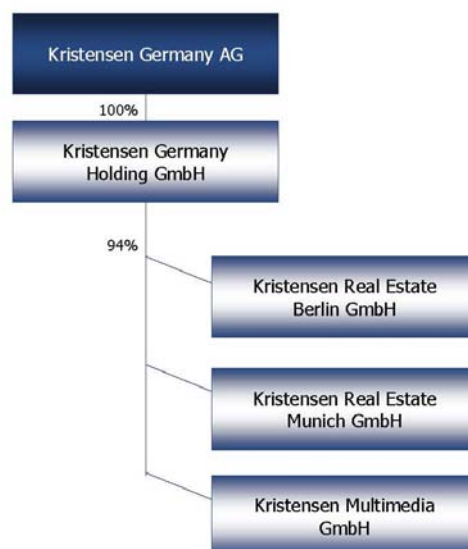 Kristensen Germany AG
100%
Kristensen Germany
Holding GmbH
94%
Kristensen Real Estate
Berlin GmbH
Kristensen Real Estate
Munich GmbH
Kristensen Multimedia
GmbH